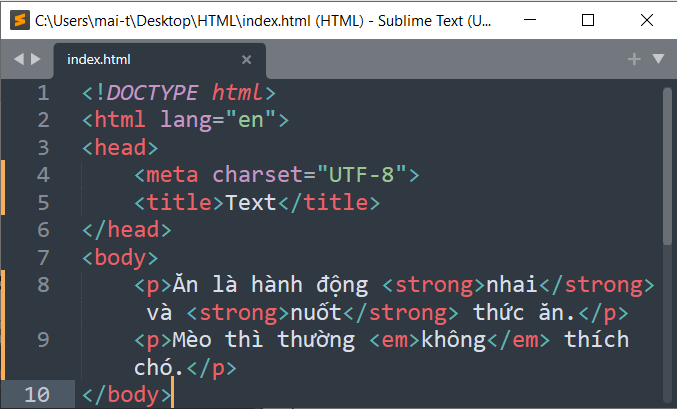 C:\Users\mai-t\Desktop\HTML\index.html (HTML) - Sublime Text (U...
index.html
1 <!DOCTYPE html>
2 <html lang="en">
3 <head>
4 <meta charset="UTF-8">
5 <title>Text</title>
6 </head>
7 <body>
8 <p>Ăn là hành động <strong>nhai</strong>
và <strong>nuốt</strong> thức ăn.</p>
9 <p>Mèo thì thường <em>không</em> thích
chó.</p>
10 </body>